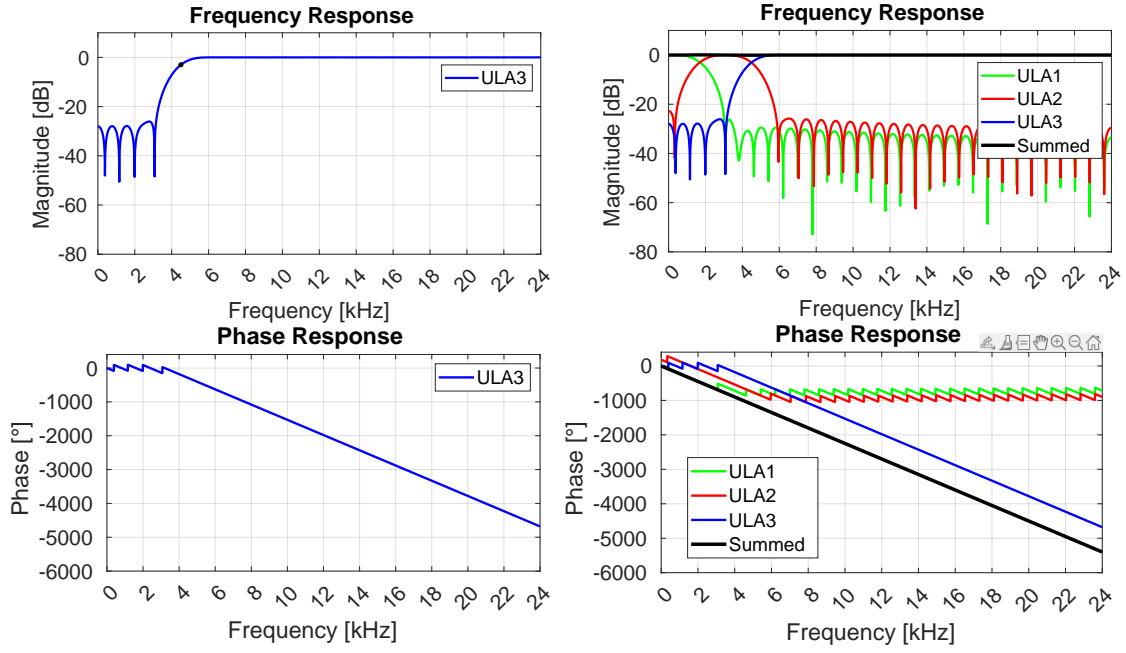 Frequency Response
0
-20
-40
-60
-80
Magnitude [dB]
ULA3
0 2 4 6 8 10 12 14 16 18 20 22 24
Frequency [kHz]
Frequency Response
0
-20
-40
-60
-80
Magnitude [dB]
ULA1
ULA2
ULA3
Summed
0 2 4 6 8 10 12 14 16 18 20 22 24
Frequency [kHz]
Phase Response
0
-1000
-2000
-3000
-4000
-5000
-6000
Phase [°]
ULA3
0 2 4 6 8 10 12 14 16 18 20 22 24
Frequency [kHz]
Phase Response
0
-1000
-2000
-3000
-4000
-5000
-6000
Phase [°]
ULA1
ULA2
ULA3
Summed
0 2 4 6 8 10 12 14 16 18 20 22 24
Frequency [kHz]